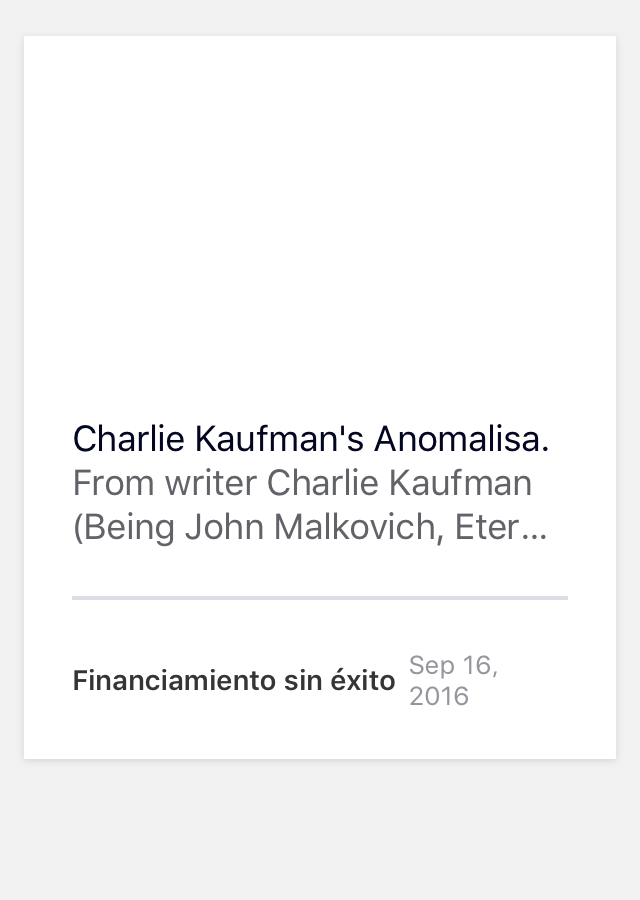 Charlie Kaufman's Anomalisa.
From writer Charlie Kaufman
(Being John Malkovich, Eter...
Financiamiento sin éxito
Sep 16,
2016